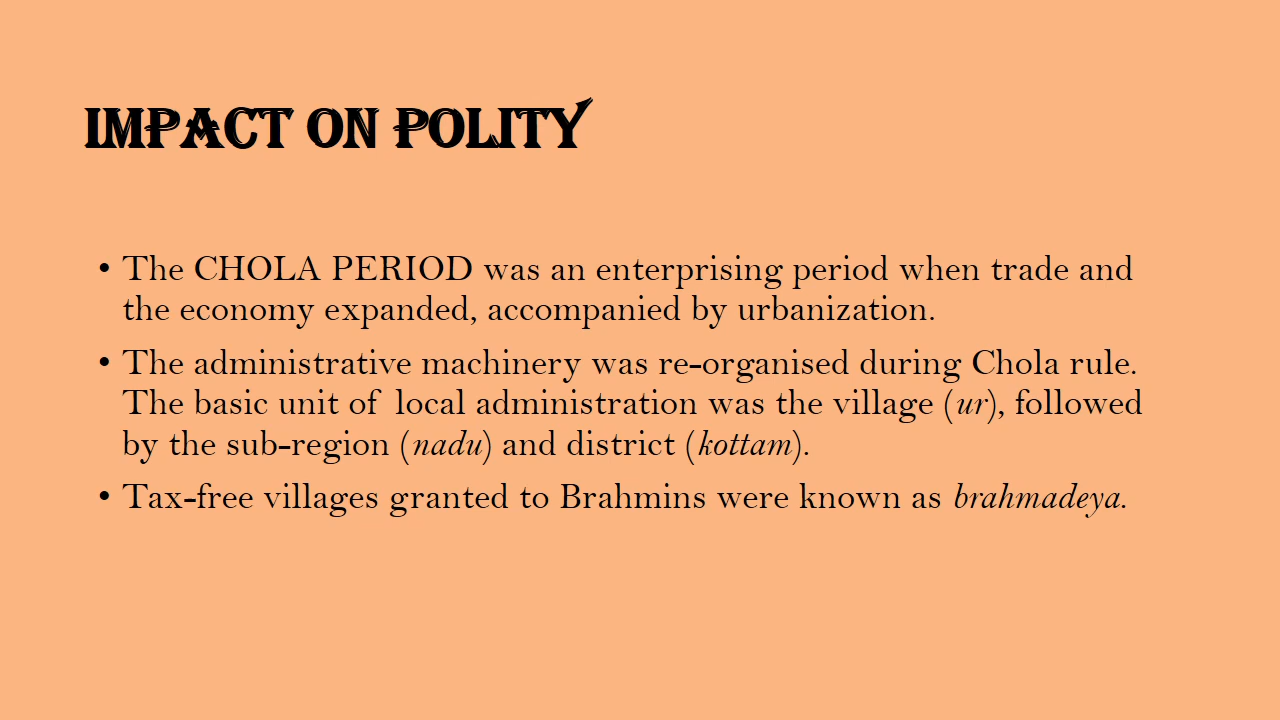 IMPACT ON POLITY
• The CHOLA PERIOD was an enterprising period when trade and
the economy expanded, accompanied by urbanization.
• The administrative machinery was re-organised during Chola rule.
The basic unit of  local administration was the village (ur), followed
by the sub-region (nadu) and district (kottam).
• Tax-free villages granted to Brahmins were known as brahmadeya.